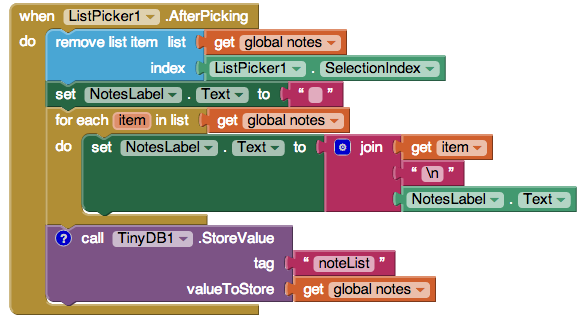 when ListPicker1 .AfterPicking
do remove list item list get global notes
index ListPicker1 . SelectionIndex
set NotesLabel . Text to " "
for each item in list get global notes
do set NotesLabel . Text to join get item
" \n "
NotesLabel . Text
? call TinyDB1 .StoreValue
tag " noteList "
valueToStore get global notes